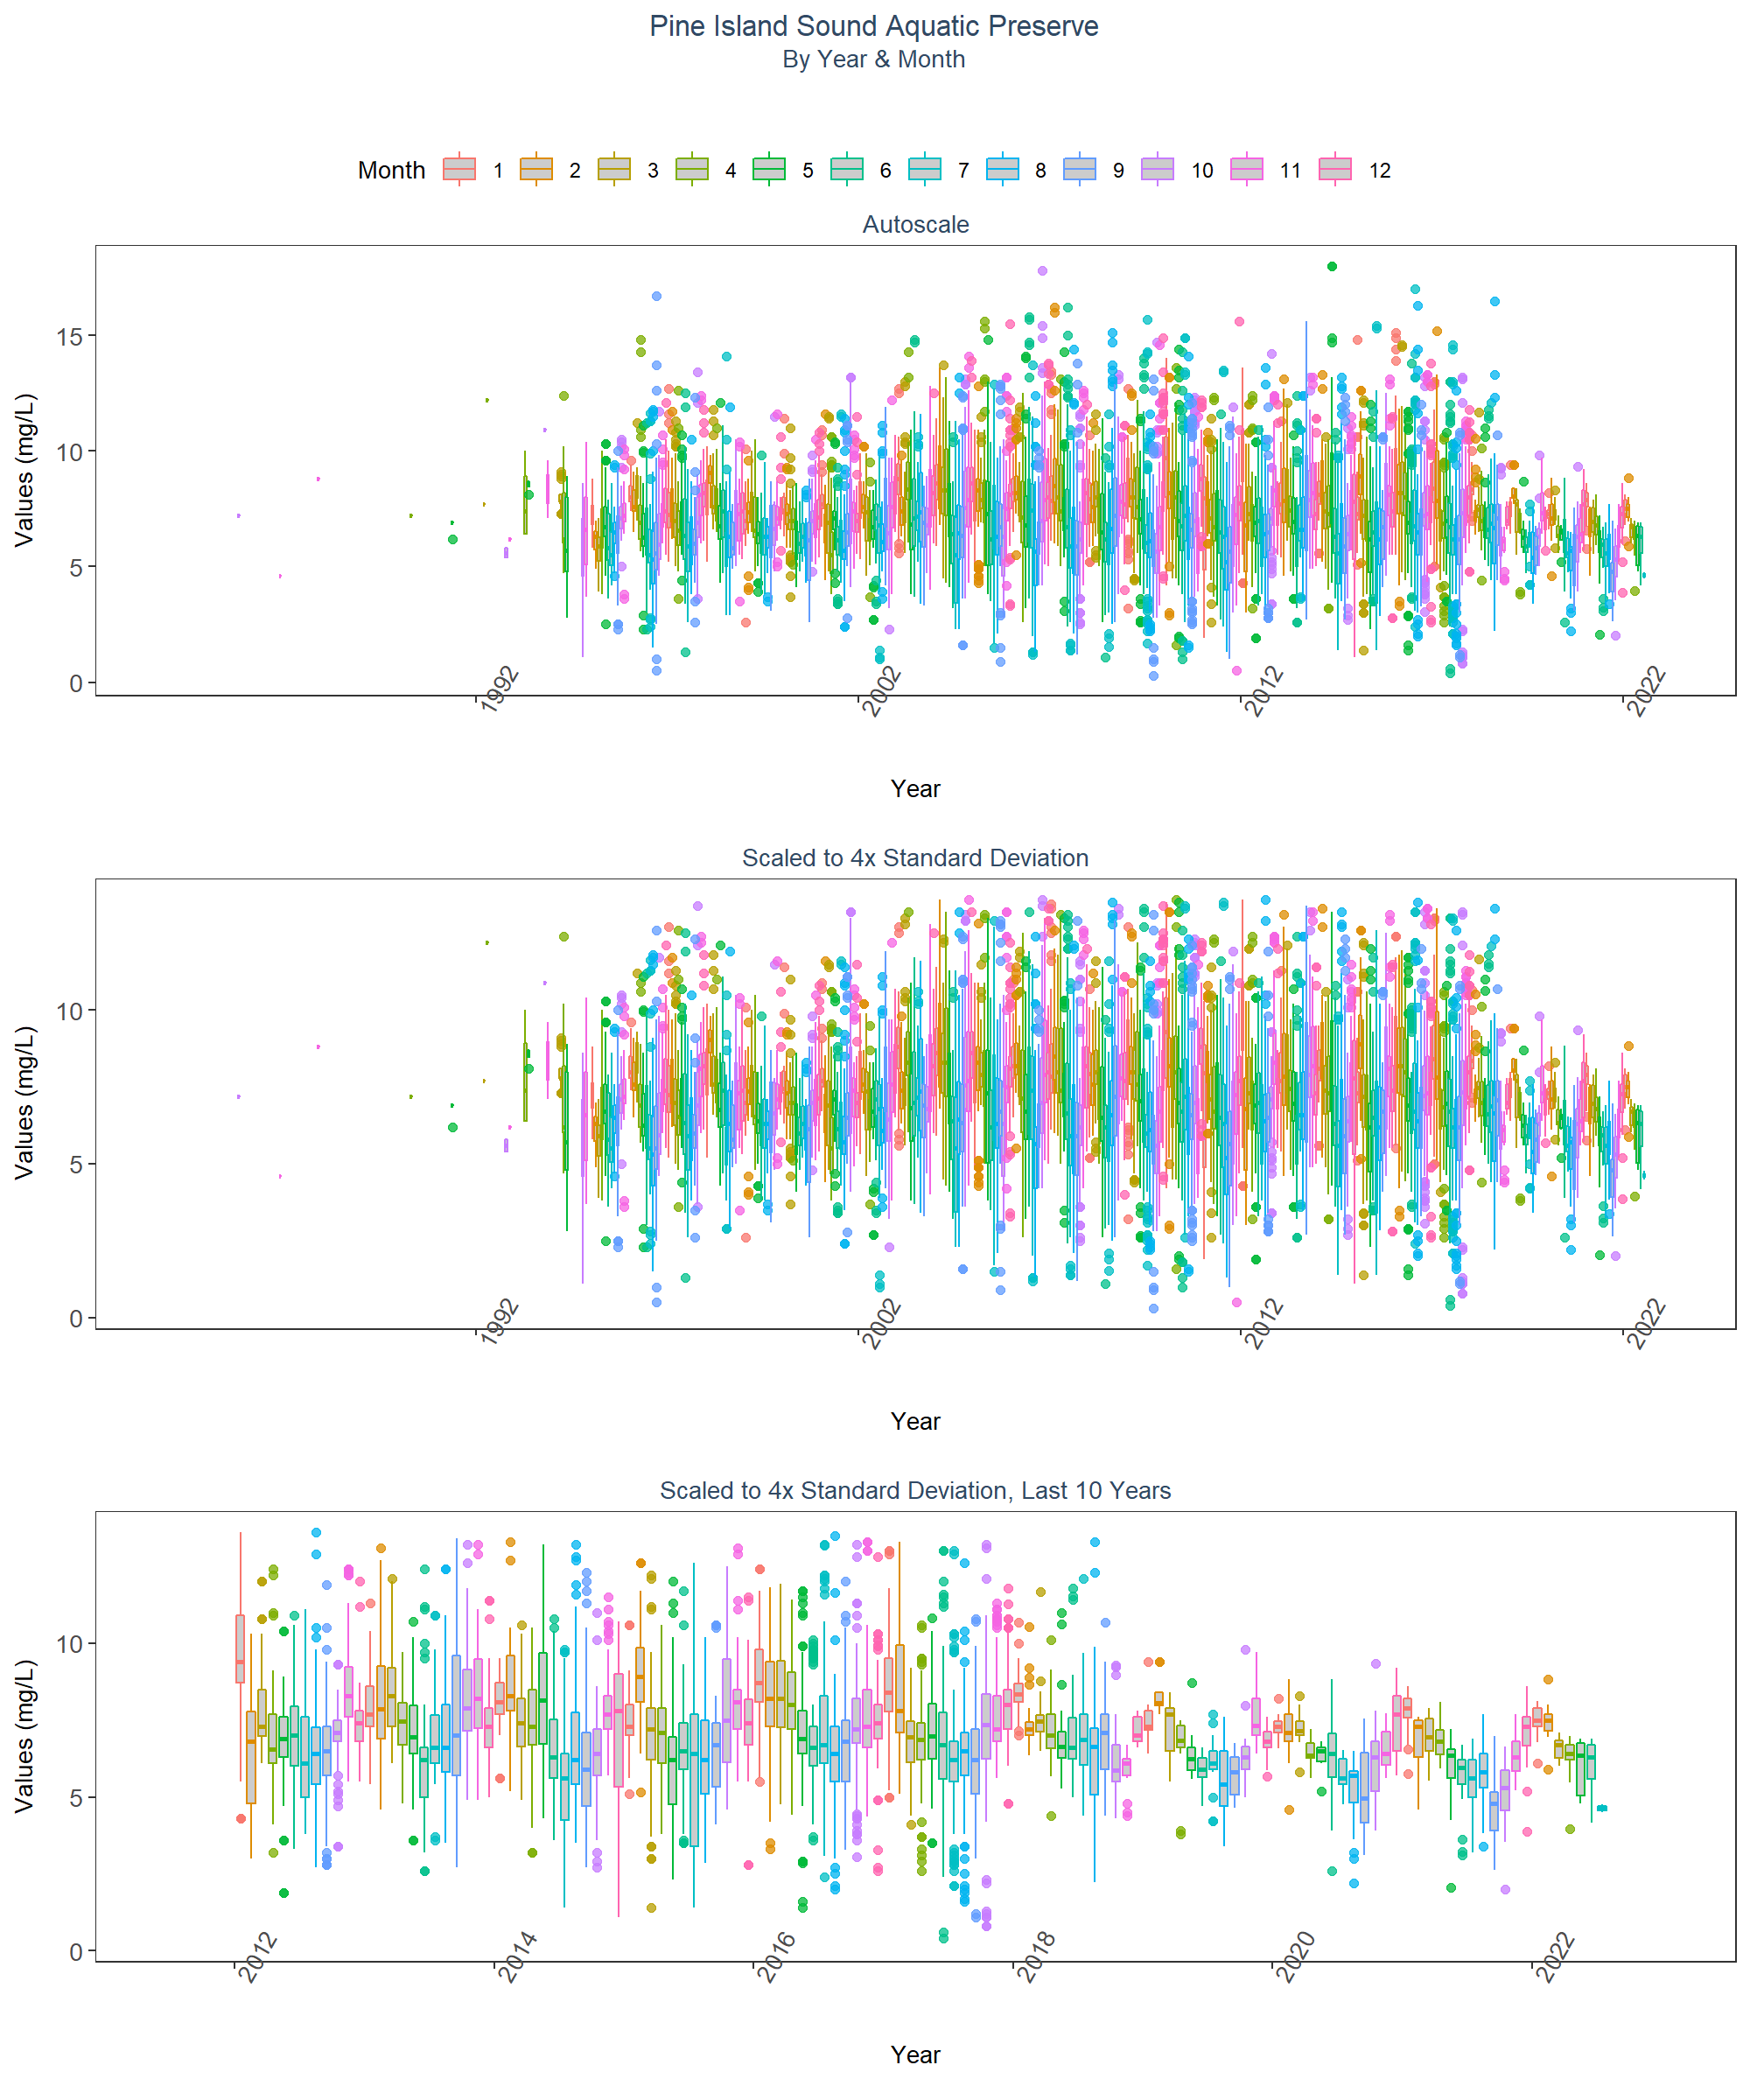 Pine Island Sound Aquatic Preserve
By Year & Month
Month 1 2 3 4 5 6 7 8 9 10 11 12
Autoscale
Values (mg/L)
15
10
5
0
1992 2002 2012 2022
Year
Scaled to 4x Standard Deviation
Values (mg/L)
10
5
0
1992 2002 2012 2022
Year
Scaled to 4x Standard Deviation, Last 10 Years
Values (mg/L)
10
5
0
2012 2014 2016 2018 2020 2022
Year